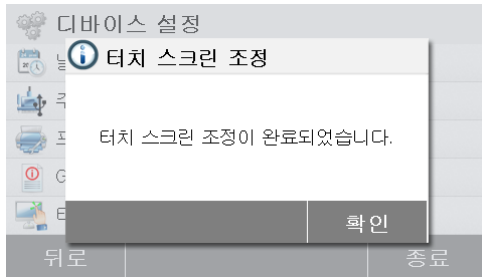 디바이스 설정
터치 스크린 조정
터치 스크린 조정이 완료되었습니다.
확인
뒤로
종료